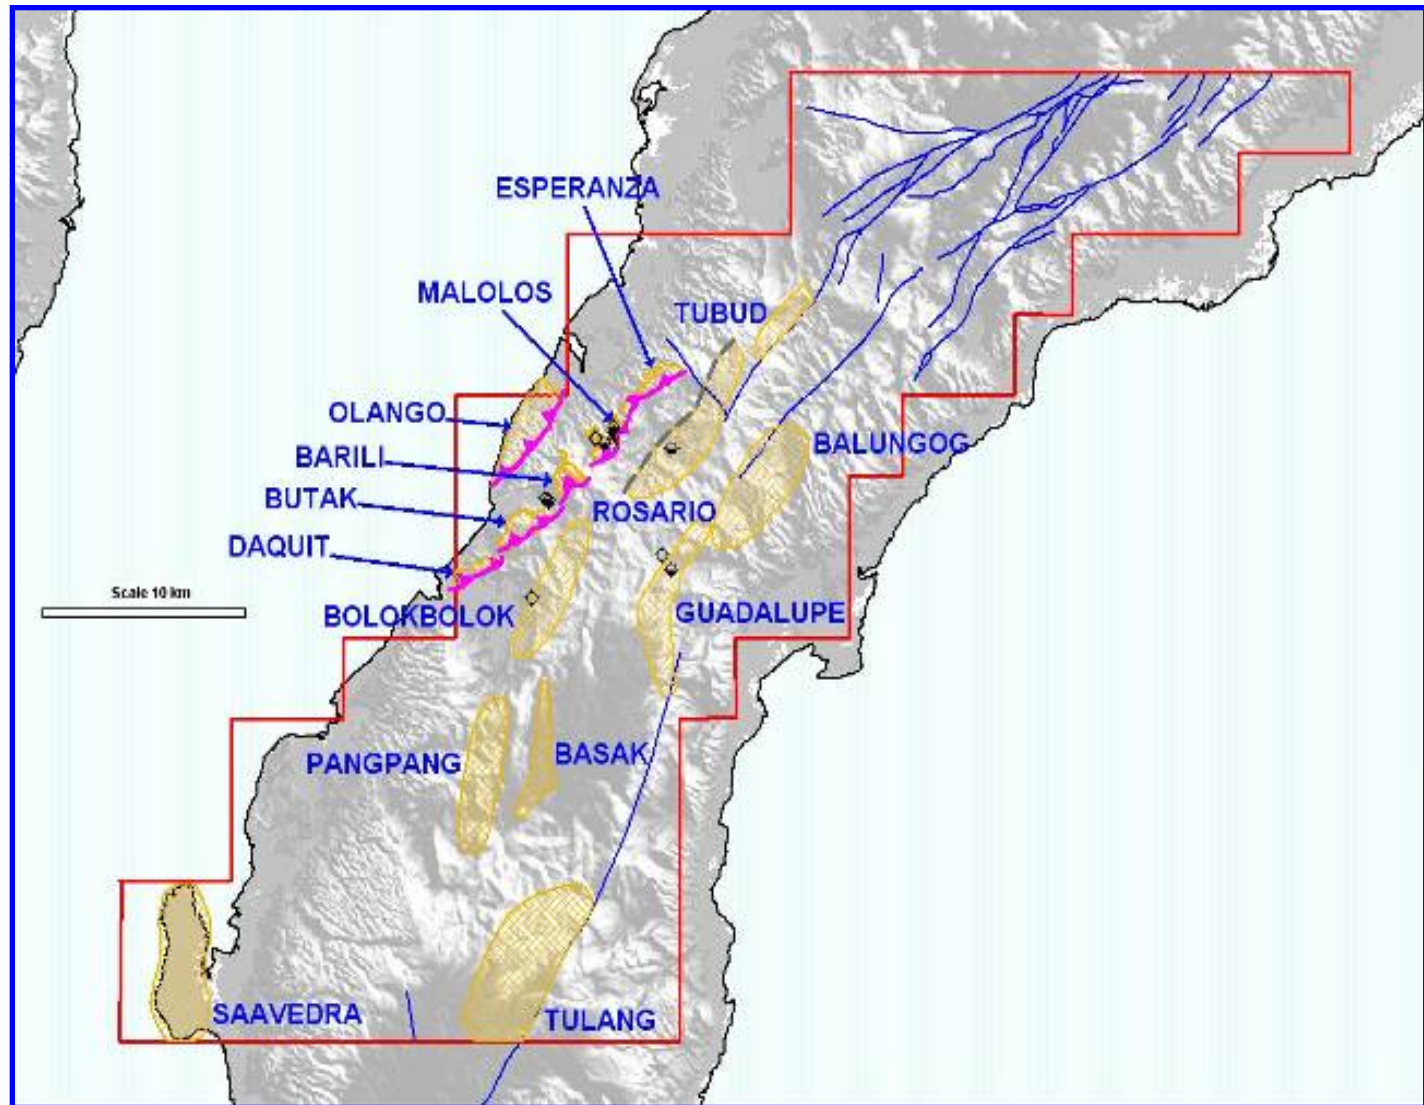 ESPERANZA
MALOLOS
TUBUD
OLANGO
BARILI
BALUNGOG
BUTAK
ROSARIO
DAQUIT
Scale 10 km
BOLOKBOLOK
GUADALUPE
PANGPANG
BASAK
SAAVEDRA
TULANG